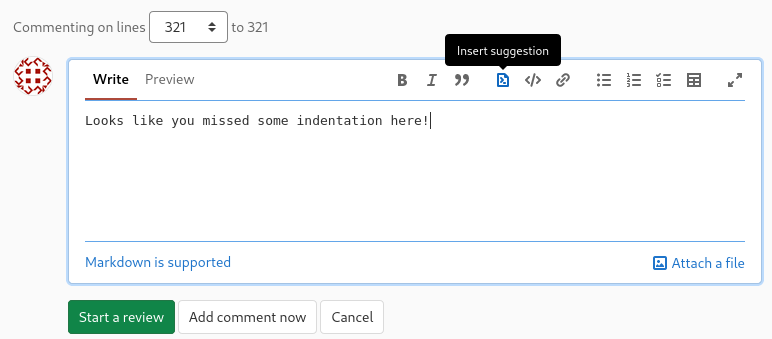 Commenting on lines 321 to 321
Insert suggestion
Write Preview
Looks like you missed some indentation here!
Markdown is supported
Attach a file
Start a review Add comment now Cancel